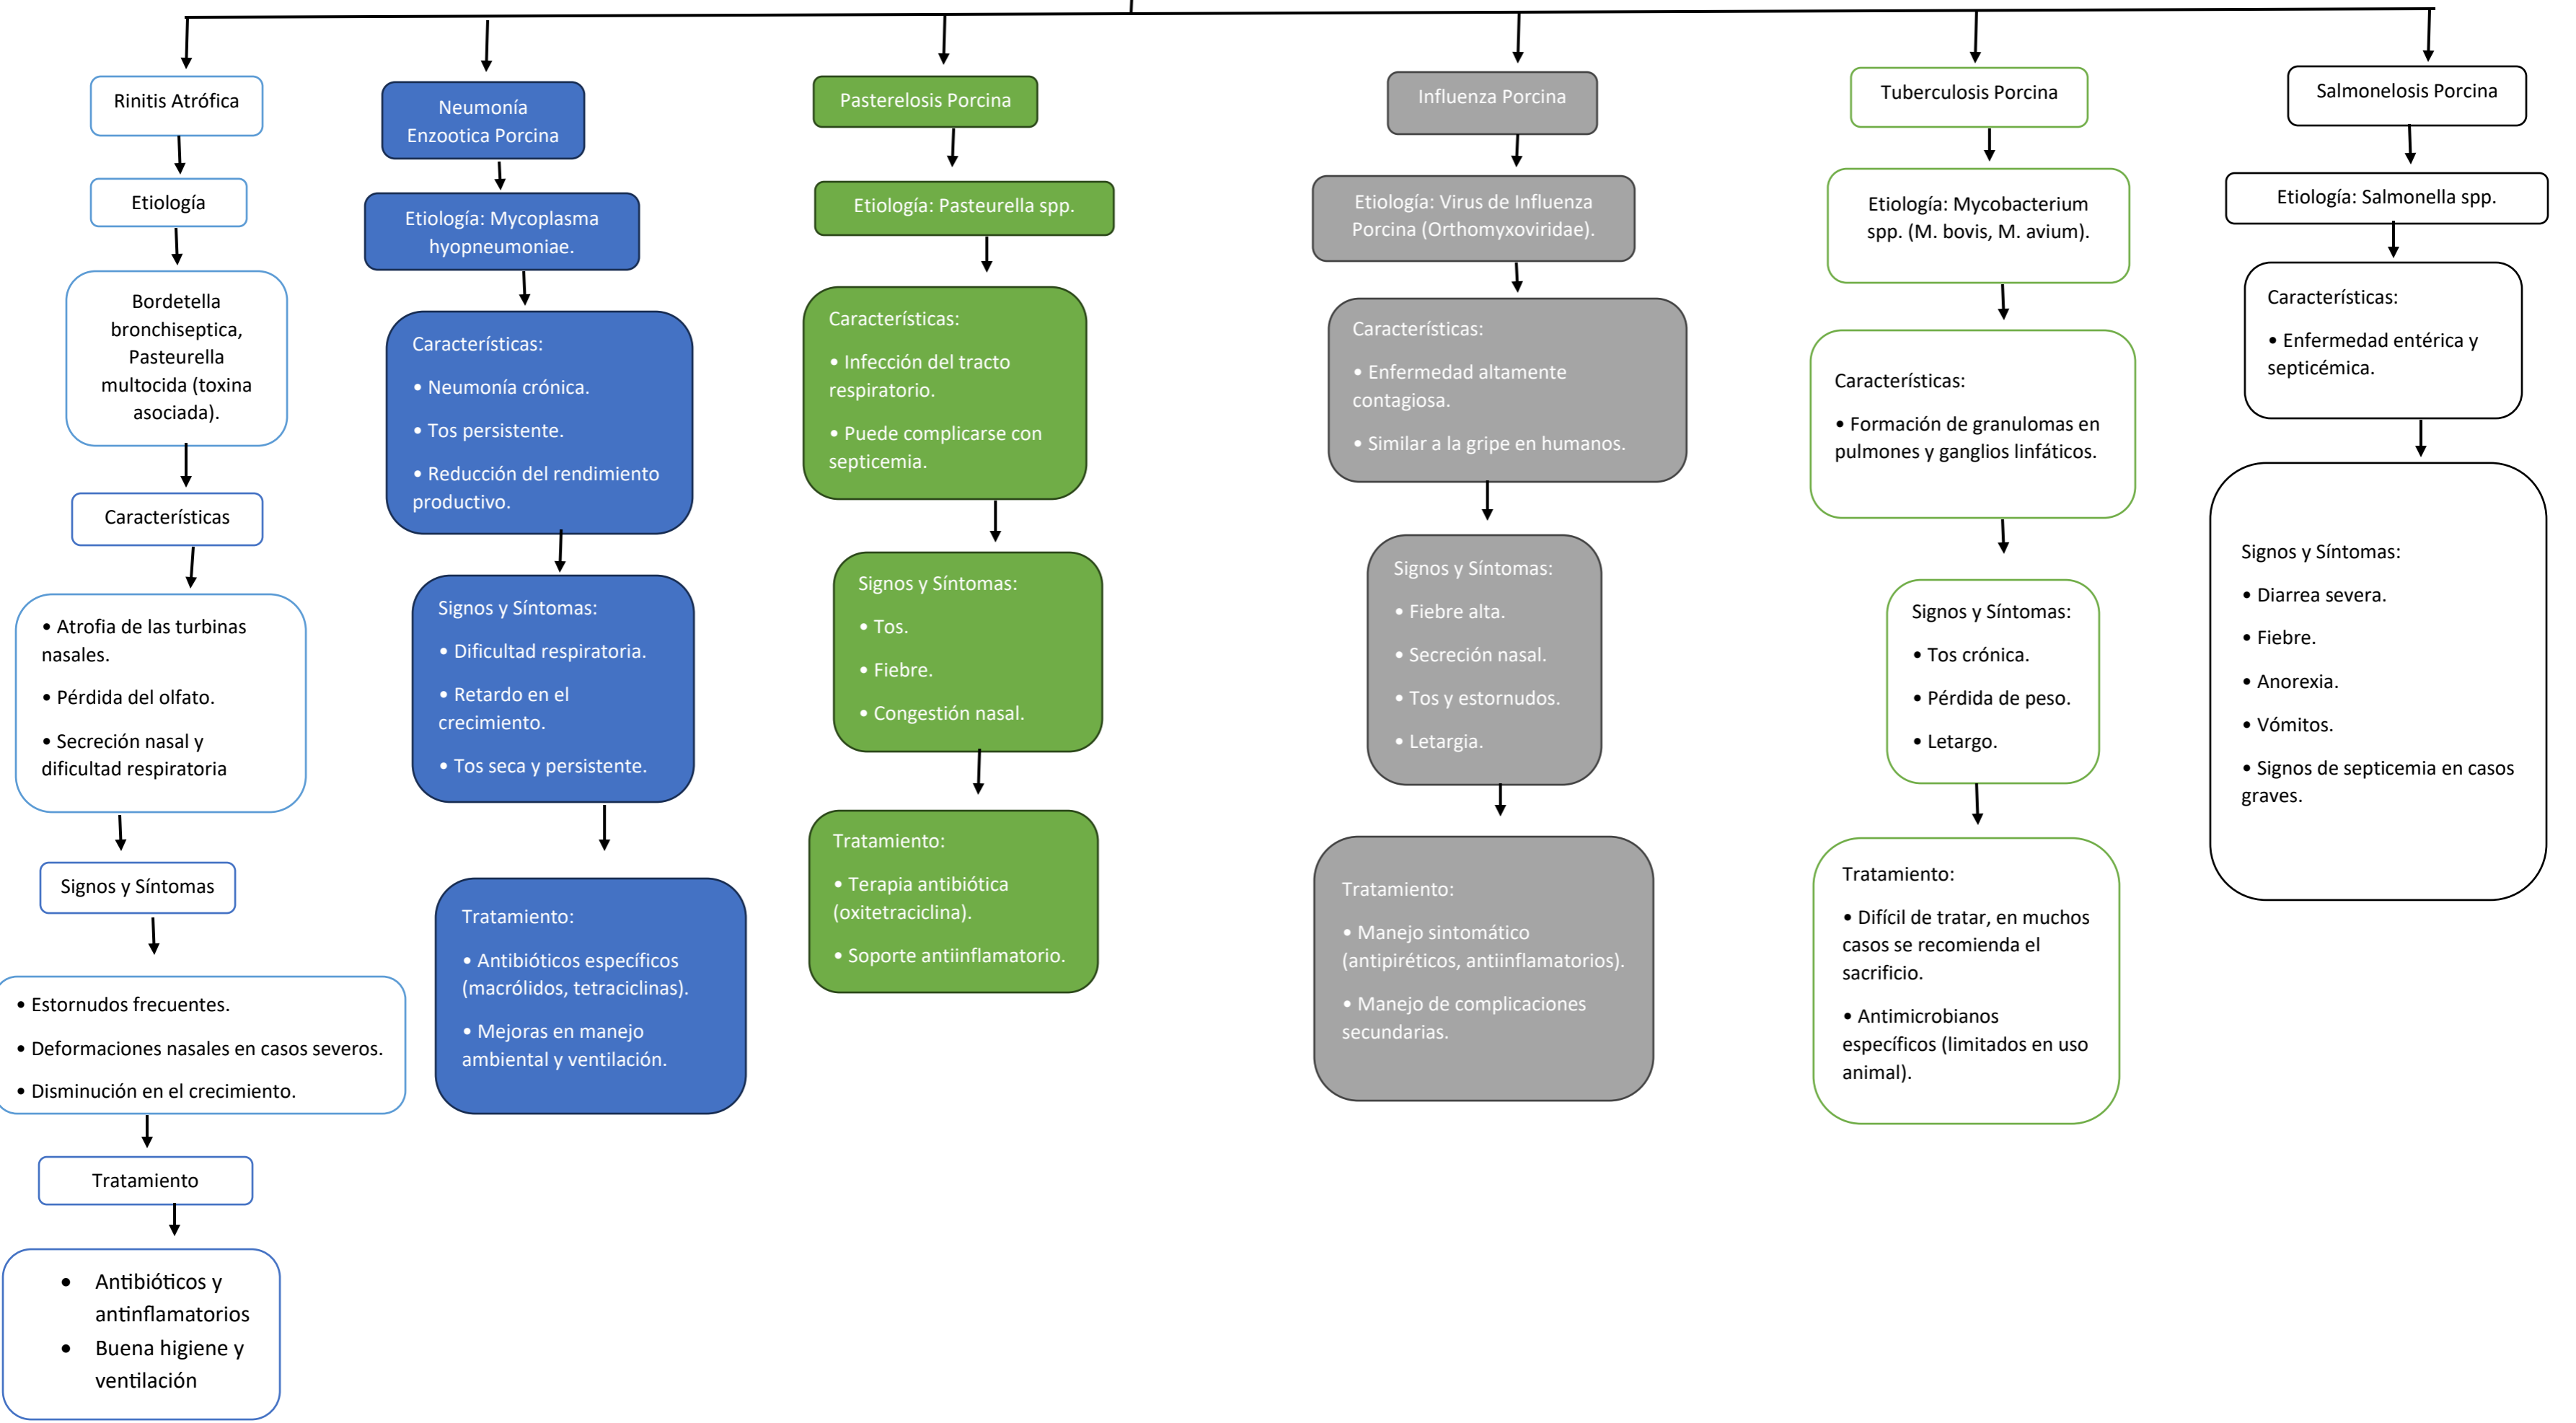 Rinitis Atrófica
Etiología
Bordetella
bronchiseptica,
Pasteurella
multocida (toxina
asociada).
Características
• Atrofia de las turbinas
nasales.
• Pérdida del olfato.
• Secreción nasal y
dificultad respiratoria
Signos y Síntomas
• Estornudos frecuentes.
• Deformaciones nasales en casos severos.
• Disminución en el crecimiento.
Tratamiento
• Antibióticos y
antinflamatorios
• Buena higiene y
ventilación
Neumonía
Enzootica Porcina
Etiología: Mycoplasma
hyopneumoniae.
Características:
• Neumonía crónica.
• Tos persistente.
• Reducción del rendimiento
productivo.
Signos y Síntomas:
• Dificultad respiratoria.
• Retardo en el
crecimiento.
• Tos seca y persistente.
Tratamiento:
• Antibióticos específicos
(macrólidos, tetraciclinas).
• Mejoras en manejo
ambiental y ventilación.
Pasterelosis Porcina
Etiología: Pasteurella spp.
Características:
• Infección del tracto
respiratorio.
• Puede complicarse con
septicemia.
Signos y Síntomas:
• Tos.
• Fiebre.
• Congestión nasal.
Tratamiento:
• Terapia antibiótica
(oxitetraciclina).
• Soporte antiinflamatorio.
Influenza Porcina
Etiología: Virus de Influenza
Porcina (Orthomyxoviridae).
Características:
• Enfermedad altamente
contagiosa.
• Similar a la gripe en humanos.
Signos y Síntomas:
• Fiebre alta.
• Secreción nasal.
• Tos y estornudos.
• Letargia.
Tratamiento:
• Manejo sintomático
(antipiréticos, antiinflamatorios).
• Manejo de complicaciones
secundarias.
Tuberculosis Porcina
Etiología: Mycobacterium
spp. (M. bovis, M. avium).
Características:
• Formación de granulomas en
pulmones y ganglios linfáticos.
Signos y Síntomas:
• Tos crónica.
• Pérdida de peso.
• Letargo.
Tratamiento:
• Difícil de tratar, en muchos
casos se recomienda el
sacrificio.
• Antimicrobianos
específicos (limitados en uso
animal).
Salmonelosis Porcina
Etiología: Salmonella spp.
Características:
• Enfermedad entérica y
septicémica.
Signos y Síntomas:
• Diarrea severa.
• Fiebre.
• Anorexia.
• Vómitos.
• Signos de septicemia en casos
graves.